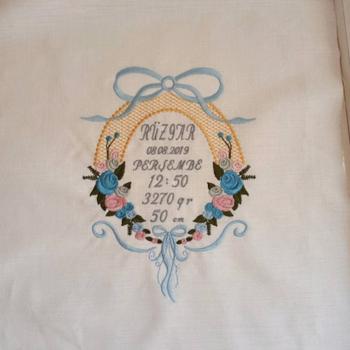 RÜZGAR
08.08.2019
PERŞEMBE
12:50
3270 gr
50 cm